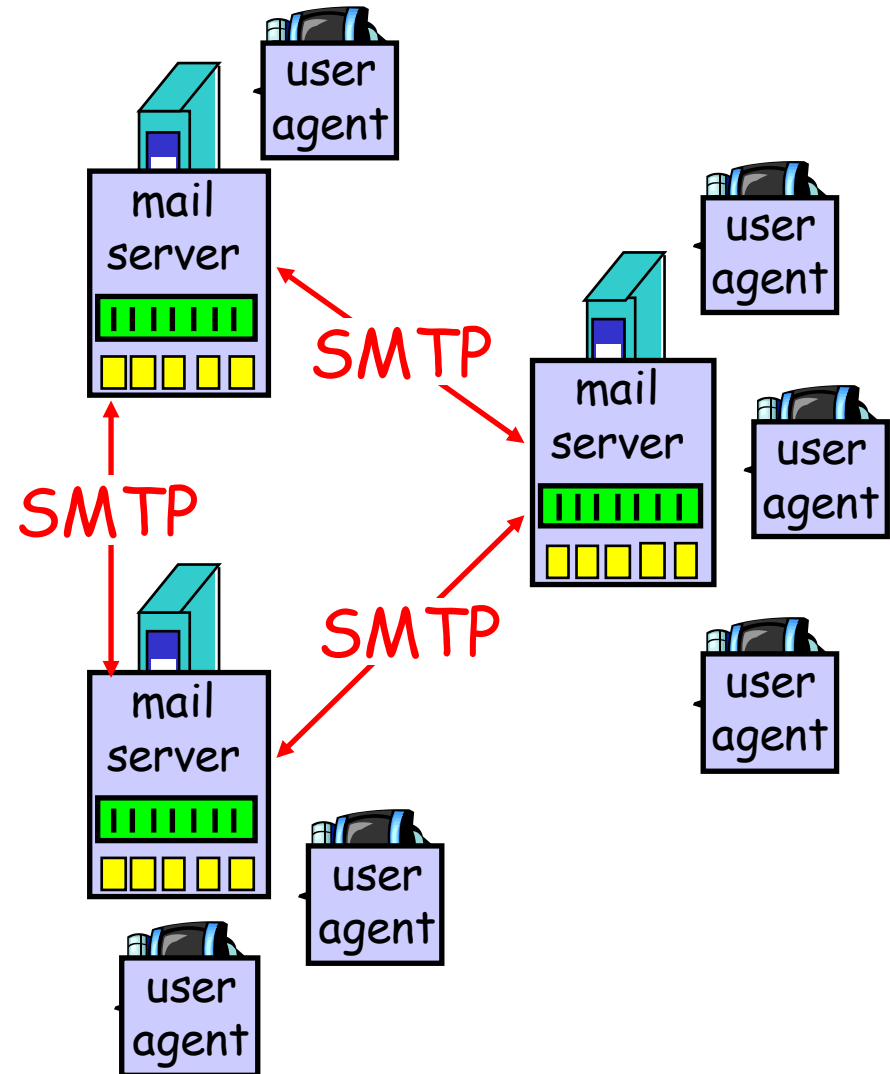 user
agent
mail
server
user
agent
SMTP
mail
server
user
agent
SMTP
SMTP
user
agent
mail
server
user
agent
user
agent